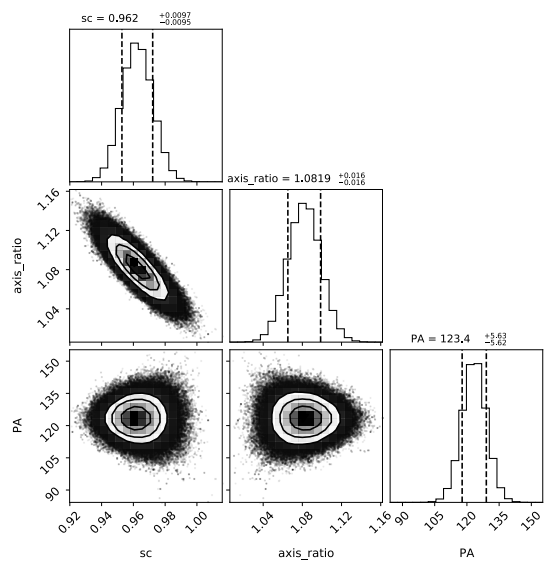 sc = 0.962 +0.0097 −0.0095
axis_ratio = 1.0819 +0.016 −0.016
PA = 123.4 +5.63 −5.62
axis_ratio
1.16
1.12
1.08
1.04
PA
150
135
120
105
90
0.92 0.94 0.96 0.98 1.00 1.04 1.08 1.12 1.16 90 105 120 135 150
sc axis_ratio PA